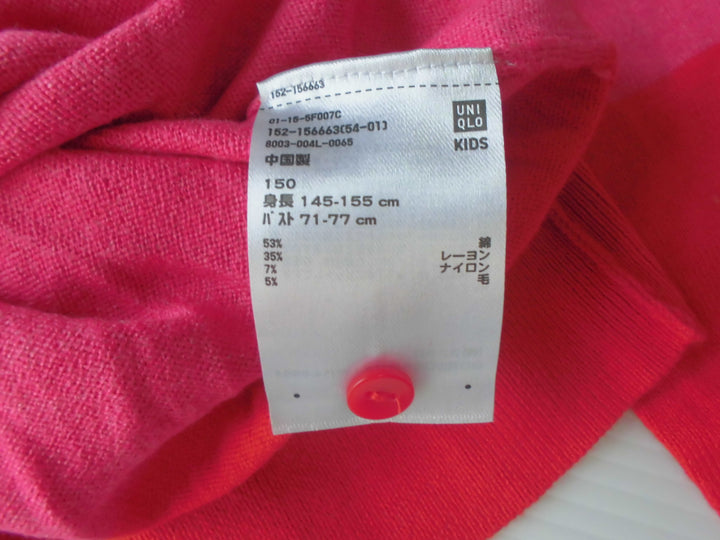 152-156663
01-15-5F007C
152-156663(54-01)
8003-004L-0065
UNI
QLO
KIDS
中国製
150
身長 145-155 cm
バスト 71-77 cm
53% 綿
35% レーヨン
7% ナイロン
5% 毛